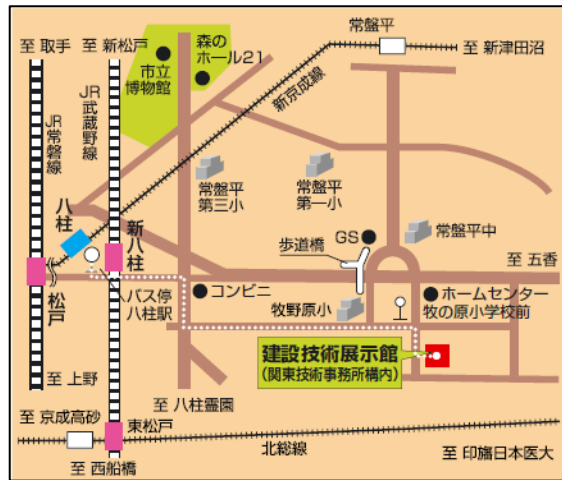 至 取手
至 新松戸
森の
ホール21
市立
博物館
常盤平
至 新津田沼
JR常磐線
JR武蔵野線
新京成線
常盤平
第三小
常盤平
第一小
常盤平中
八柱
新八柱
松戸
GS
歩道橋
至 五香
バス停
八柱駅
コンビニ
牧野原小
ホームセンター
牧の原小学校前
建設技術展示館
(関東技術事務所構内)
至 上野
至 八柱霊園
至 京成高砂
東松戸
北総線
至 西船橋
至 印旛日本医大